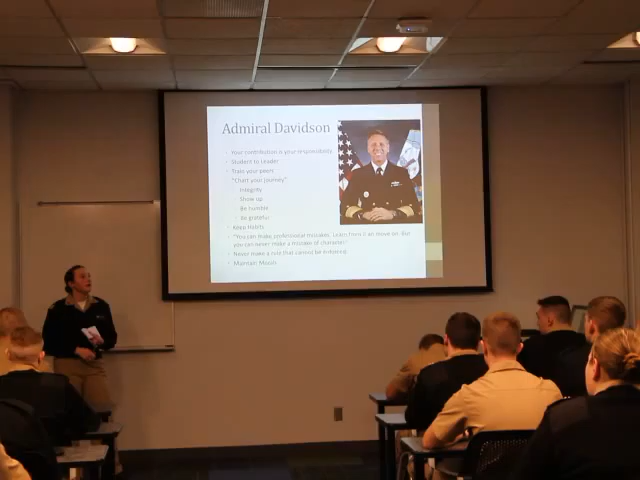 Admiral Davidson
Your contribution is your responsibility.
Student to Leader
Train your peers
"Chart your journey"
Integrity
Show up
Be humble
Be grateful
Keep Habits
"You can make professional mistakes. Learn from it an move on. But
you can never make a mistake of character."
Never make a rule that cannot be enforced
Maintain Morals